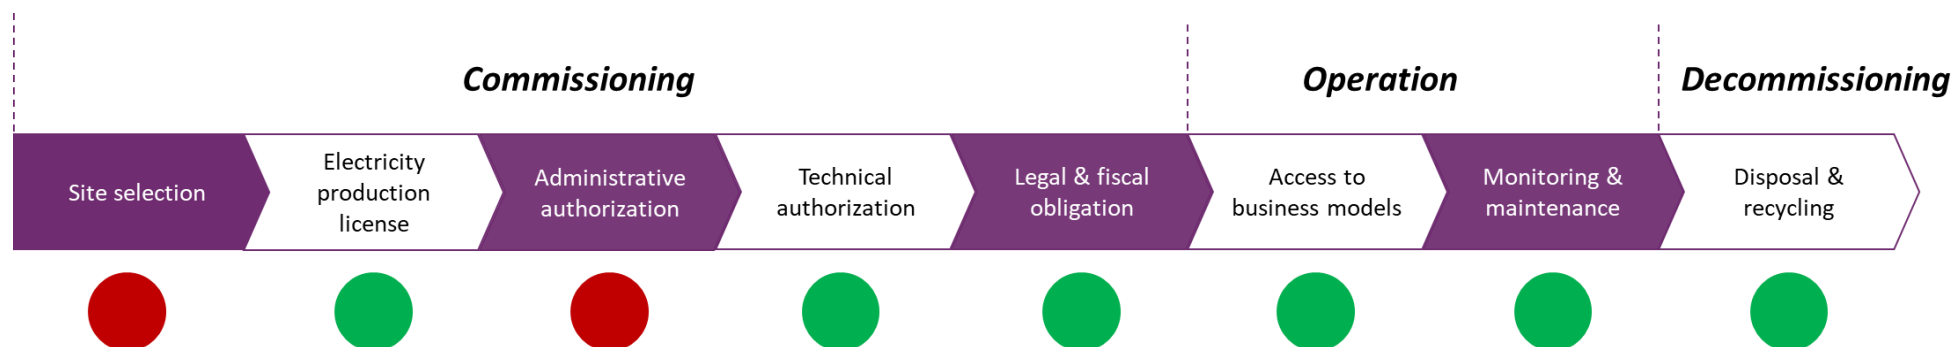 Commissioning
Operation
Decommissioning
Site selection
Electricity
production
license
Administrative
authorization
Technical
authorization
Legal & fiscal
obligation
Access to
business models
Monitoring &
maintenance
Disposal &
recycling